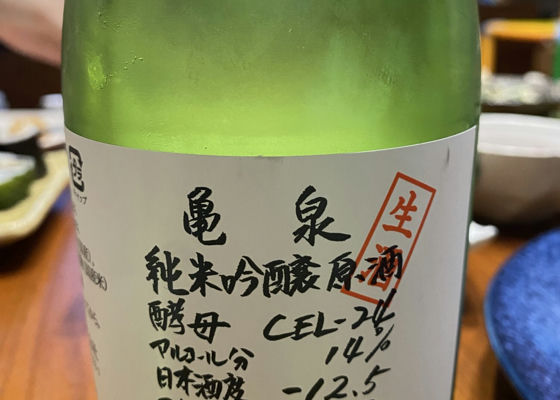 亀泉
生酒
純米吟醸原酒
酵母 CEL-24
アルコール分 14%
日本酒度 -12.5